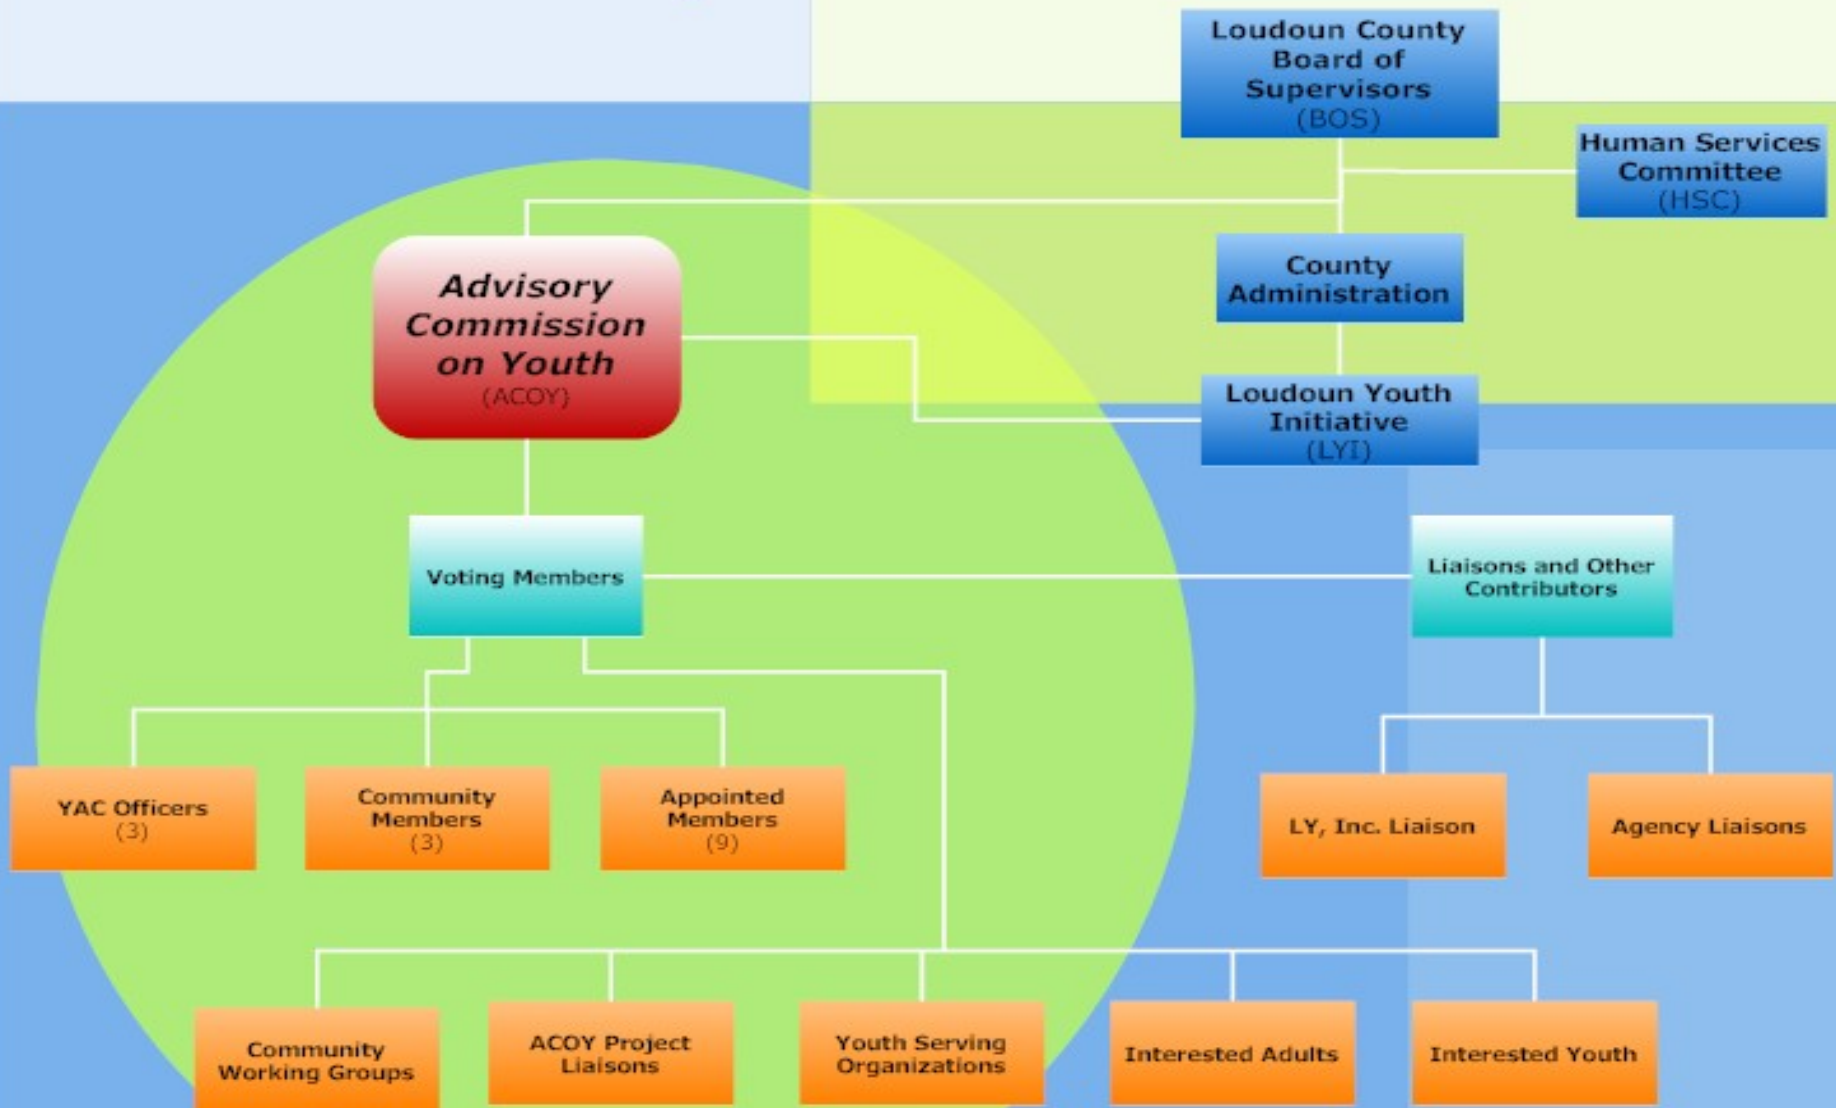 Loudoun County
Board of
Supervisors
(BOS)
Human Services
Committee
(HSC)
Advisory
Commission
on Youth
(ACOY)
County
Administration
Loudoun Youth
Initiative
(LYI)
Voting Members
Liaisons and Other
Contributors
YAC Officers
(3)
Community
Members
(3)
Appointed
Members
(9)
LY, Inc. Liaison
Agency Liaisons
Community
Working Groups
ACOY Project
Liaisons
Youth Serving
Organizations
Interested Adults
Interested Youth